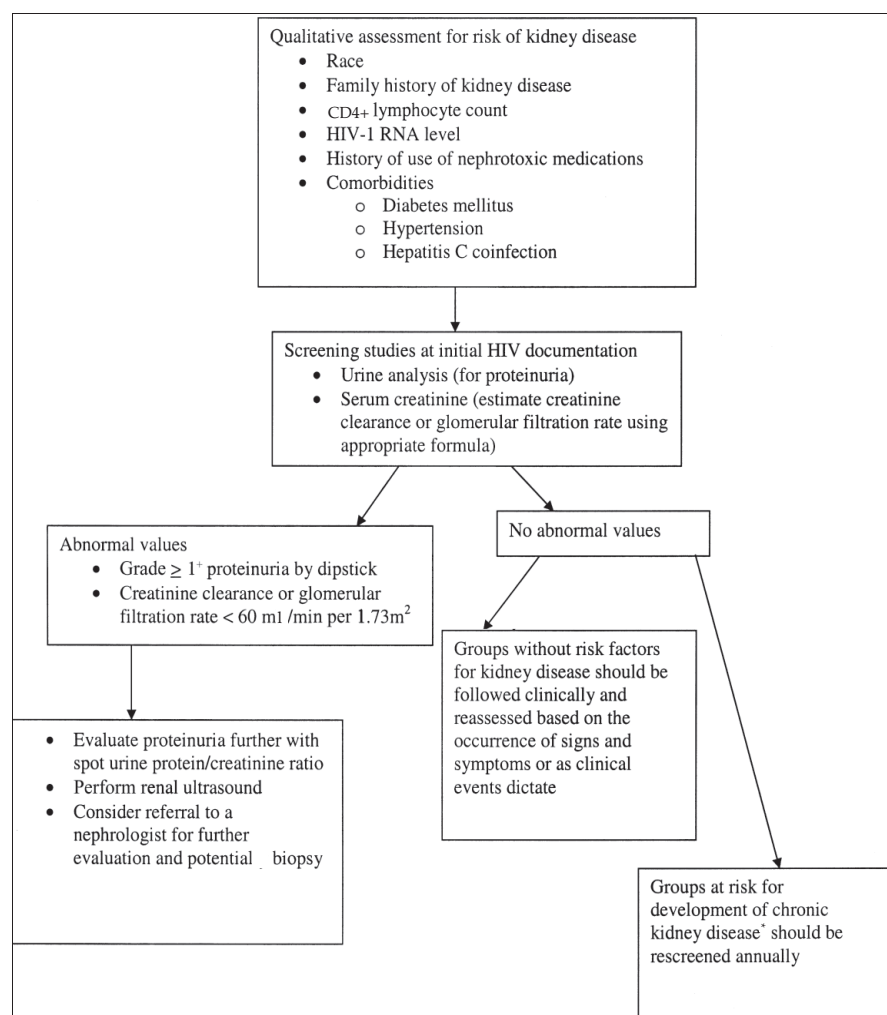 Qualitative assessment for risk of kidney disease
• Race
• Family history of kidney disease
• CD4+ lymphocyte count
• HIV-1 RNA level
• History of use of nephrotoxic medications
• Comorbidities
o Diabetes mellitus
o Hypertension
o Hepatitis C coinfection
Screening studies at initial HIV documentation
• Urine analysis (for proteinuria)
• Serum creatinine (estimate creatinine
clearance or glomerular filtration rate using
appropriate formula)
Abnormal values
• Grade ≥ 1⁺ proteinuria by dipstick
• Creatinine clearance or glomerular
filtration rate < 60 ml /min per 1.73m²
No abnormal values
• Evaluate proteinuria further with
spot urine protein/creatinine ratio
• Perform renal ultrasound
• Consider referral to a
nephrologist for further
evaluation and potential biopsy
Groups without risk factors
for kidney disease should be
followed clinically and
reassessed based on the
occurrence of signs and
symptoms or as clinical
events dictate
Groups at risk for
development of chronic
kidney disease* should be
rescreened annually